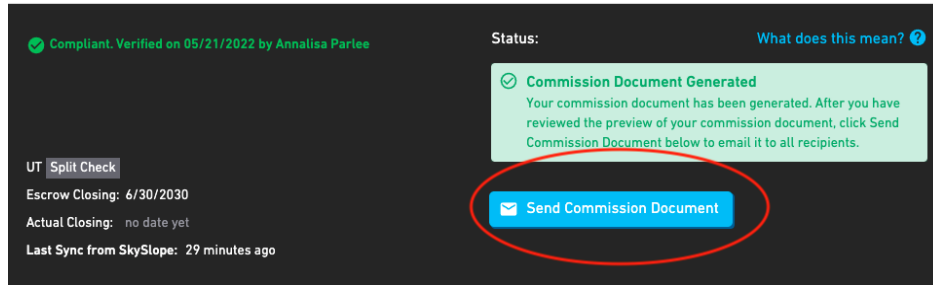 Compliant. Verified on 05/21/2022 by Annalisa Parlee
Status:
What does this mean?
Commission Document Generated
Your commission document has been generated. After you have
reviewed the preview of your commission document, click Send
Commission Document below to email it to all recipients.
UT Split Check
Escrow Closing: 6/30/2030
Actual Closing: no date yet
Last Sync from SkySlope: 29 minutes ago
Send Commission Document